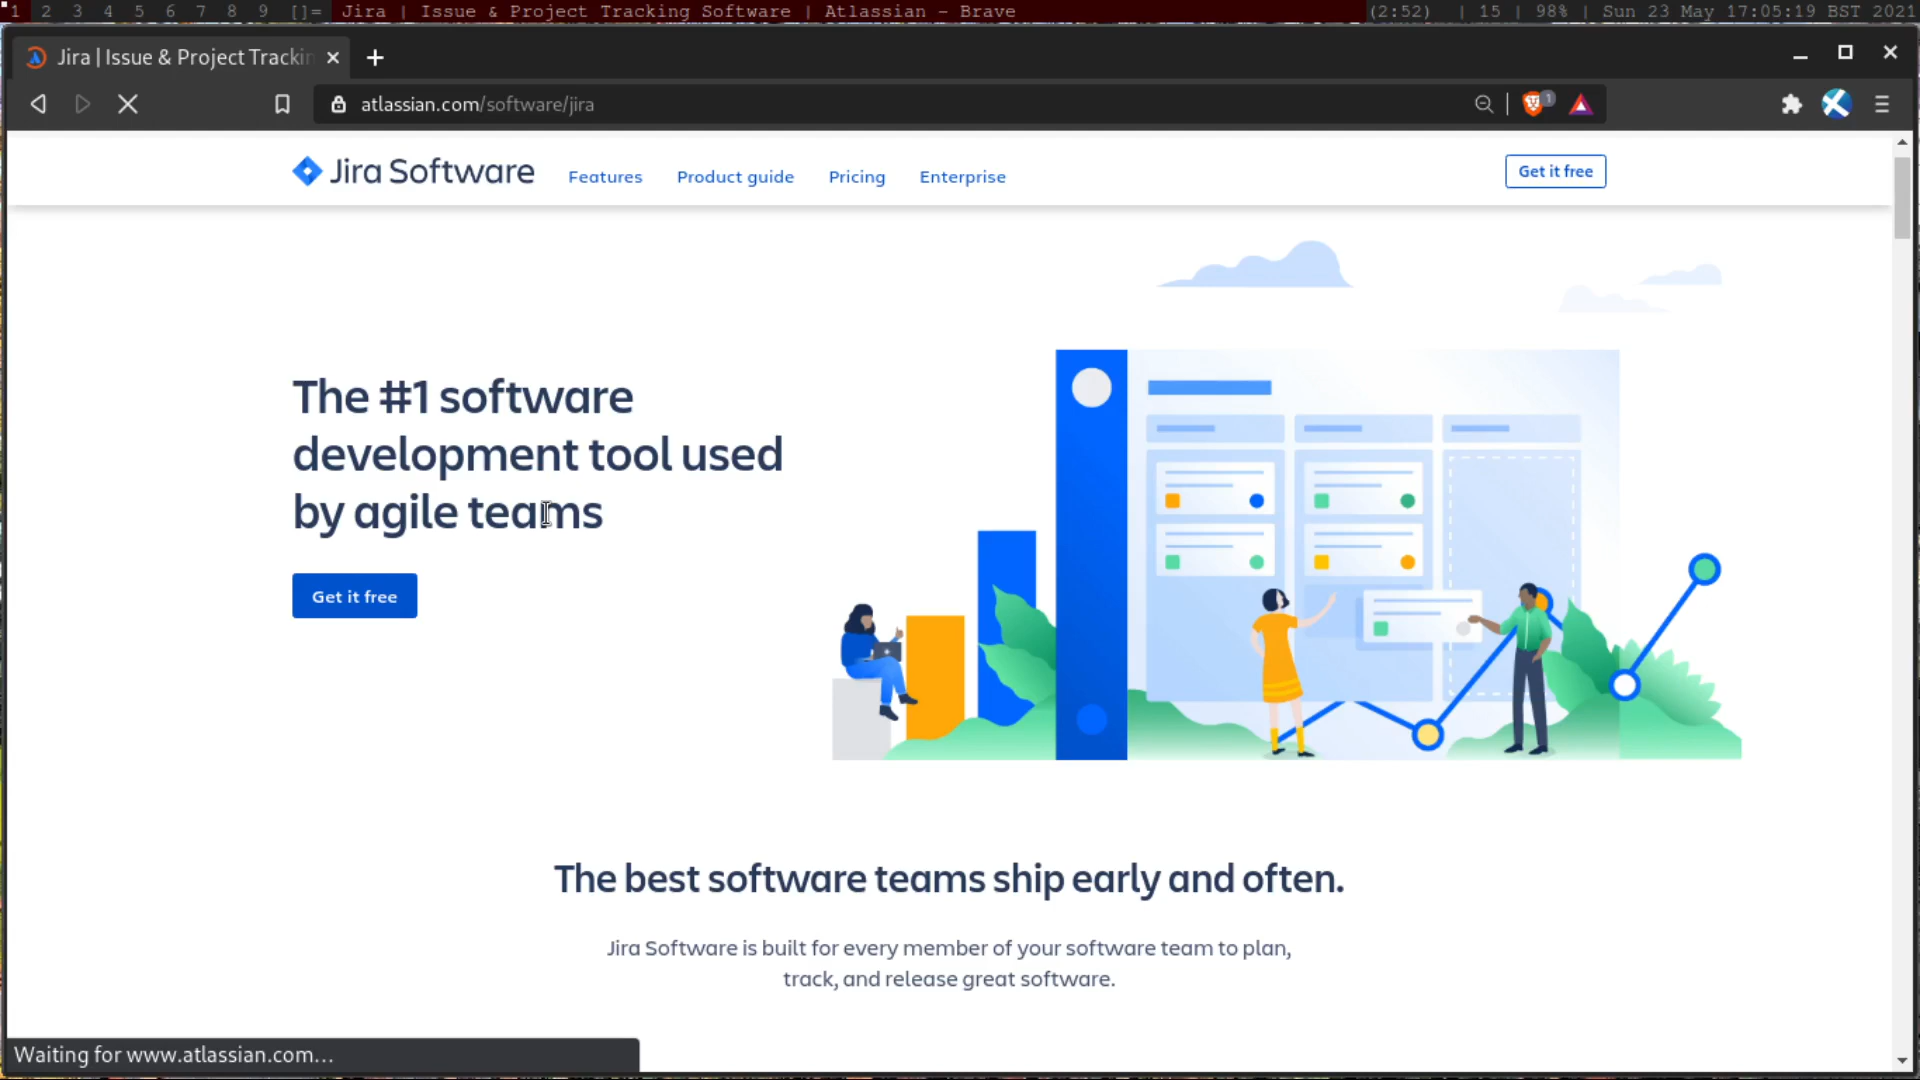 1 2 3 4 5 6 7 8 9 []= Jira | Issue & Project Tracking Software | Atlassian - Brave (2:52) | 15 | 98% | Sun 23 May 17:05:19 BST 2021
Jira | Issue & Project Trackin
atlassian.com/software/jira
1
Jira Software Features Product guide Pricing Enterprise Get it free
The #1 software
development tool used
by agile teams
Get it free
The best software teams ship early and often.
Jira Software is built for every member of your software team to plan,
track, and release great software.
Waiting for www.atlassian.com...